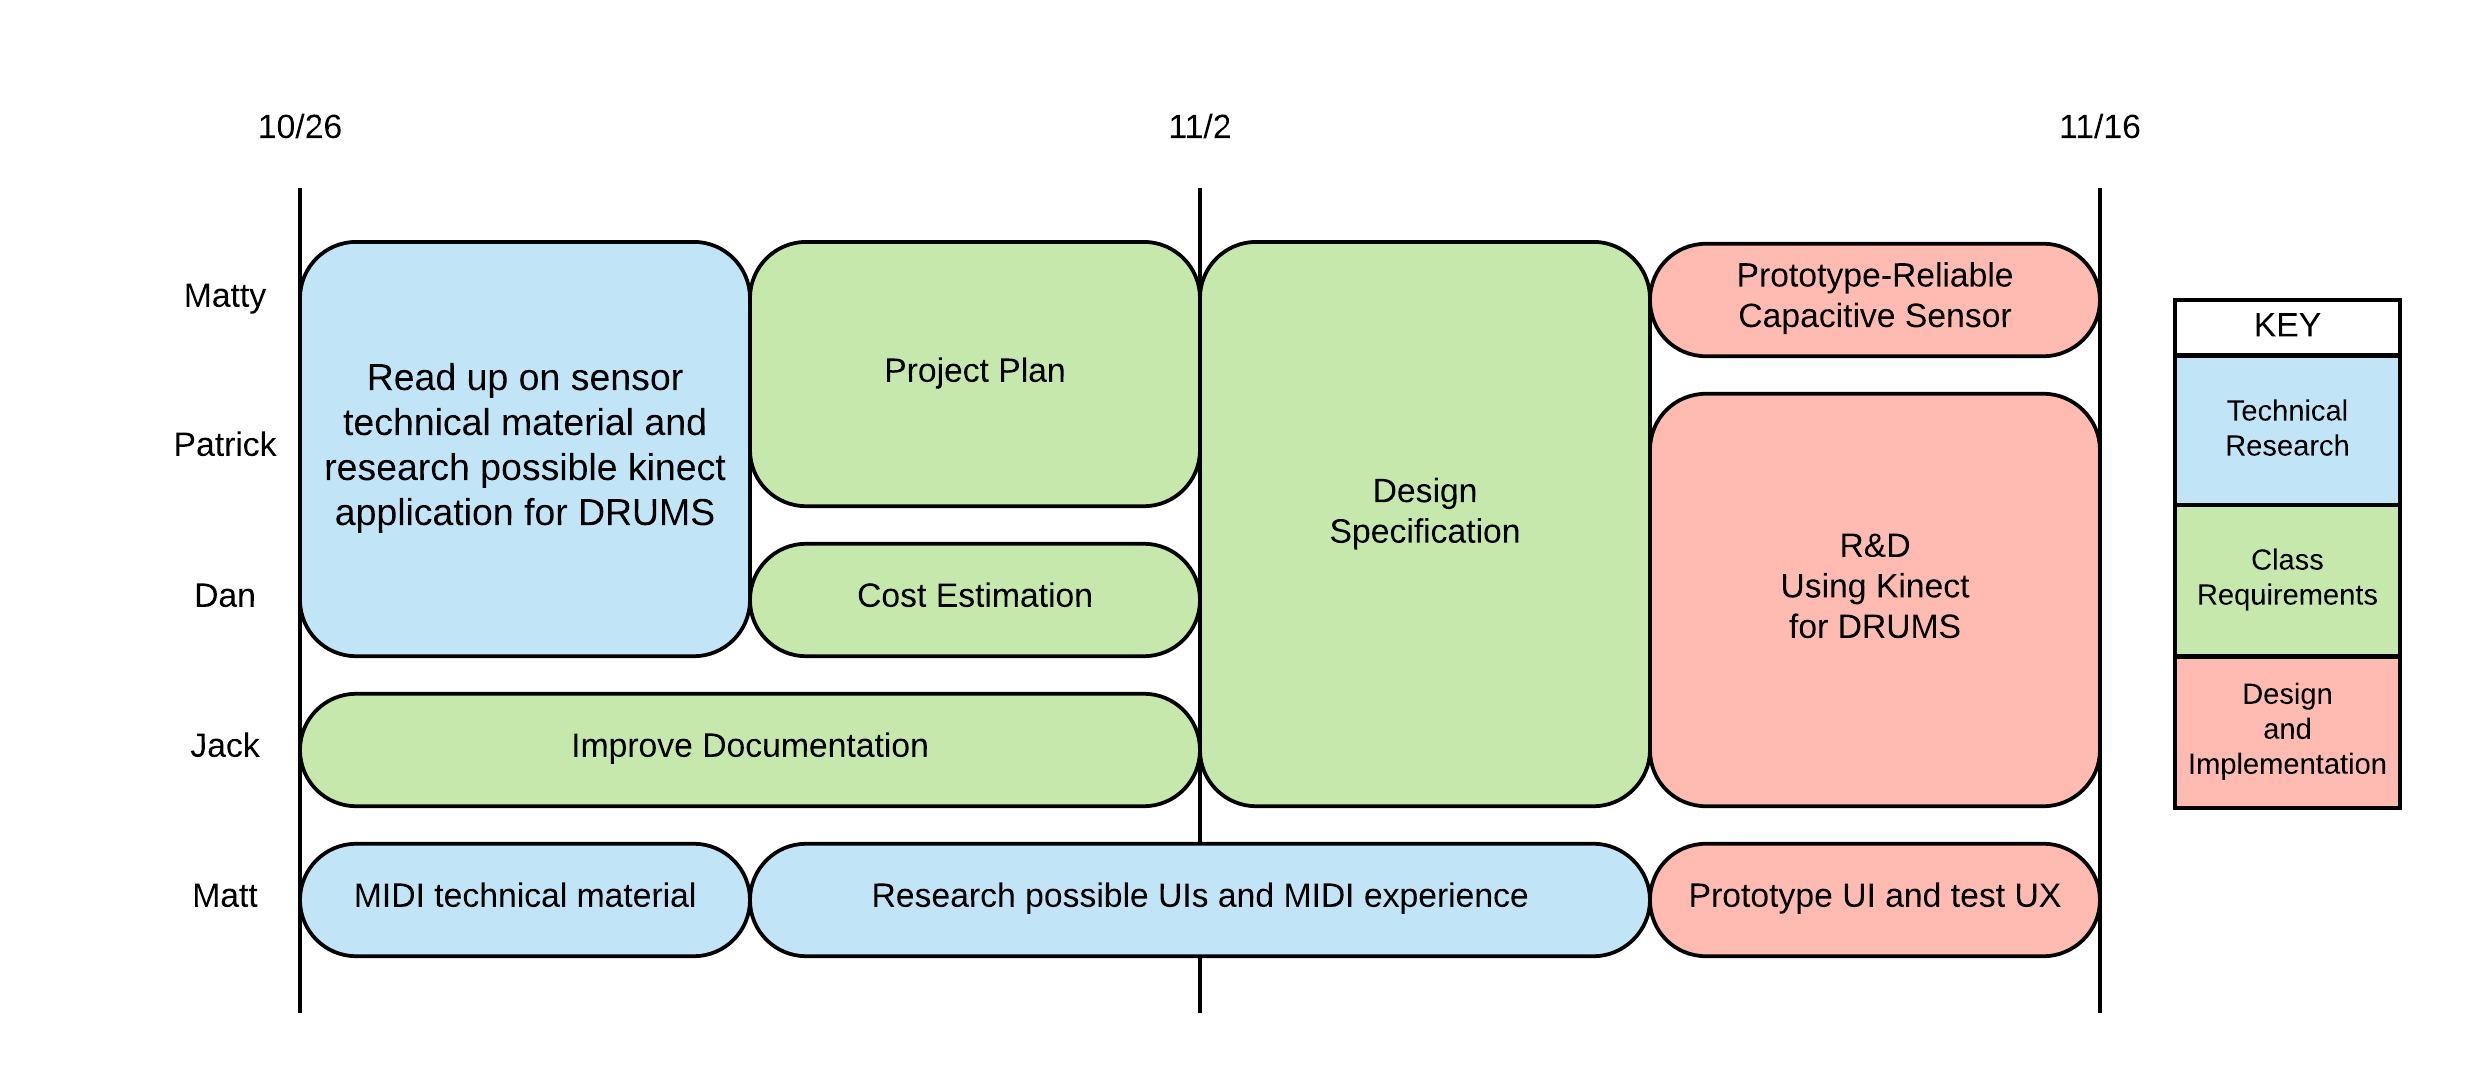 10/26
11/2
11/16
Matty
Patrick
Dan
Jack
Matt
Read up on sensor
technical material and
research possible kinect
application for DRUMS
Project Plan
Cost Estimation
Improve Documentation
MIDI technical material
Research possible UIs and MIDI experience
Design
Specification
Prototype-Reliable
Capacitive Sensor
R&D
Using Kinect
for DRUMS
Prototype UI and test UX
KEY
Technical
Research
Class
Requirements
Design
and
Implementation